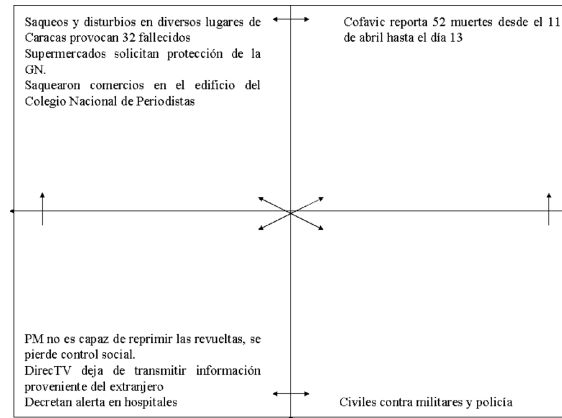 Saqueos y disturbios en diversos lugares de
Caracas provocan 32 fallecidos
Supermercados solicitan protección de la
GN.
Saquearon comercios en el edificio del
Colegio Nacional de Periodistas
Cofavic reporta 52 muertes desde el 11
de abril hasta el día 13
PM no es capaz de reprimir las revueltas, se
pierde control social.
DirecTV deja de transmitir información
proveniente del extranjero
Decretan alerta en hospitales
Civiles contra militares y policía